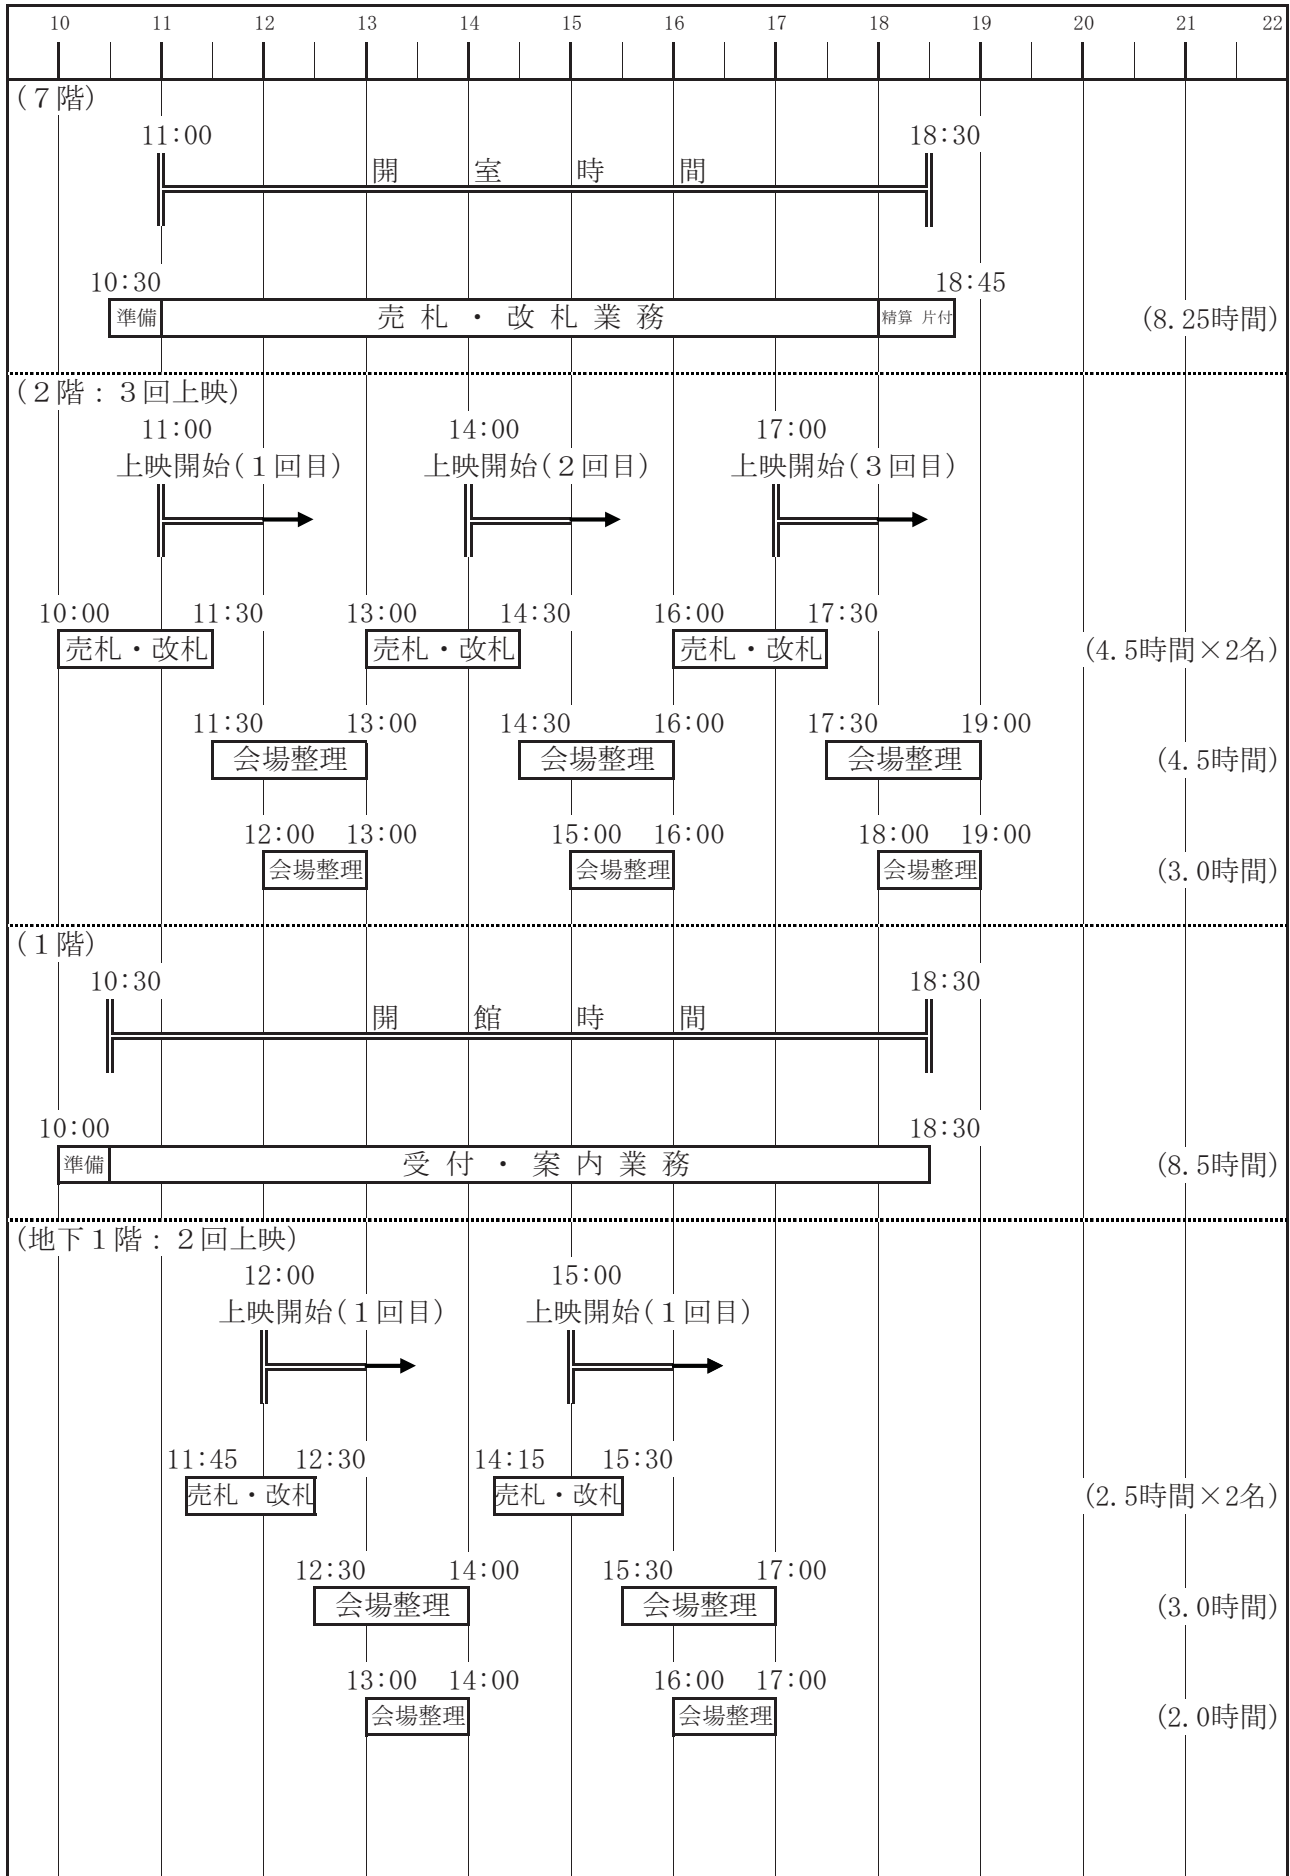 10 11 12 13 14 15 16 17 18 19 20 21 22
(７階)
11:00 18:30
開 室 時 間
10:30 18:45
準備 売 札 ・ 改 札 業 務 精算 片付 (8.25時間)
(２階：３回上映)
11:00 14:00 17:00
上映開始(１回目) 上映開始(２回目) 上映開始(３回目)
10:00 11:30 13:00 14:30 16:00 17:30
売札・改札 売札・改札 売札・改札 (4.5時間×2名)
11:30 13:00 14:30 16:00 17:30 19:00
会場整理 会場整理 会場整理 (4.5時間)
12:00 13:00 15:00 16:00 18:00 19:00
会場整理 会場整理 会場整理 (3.0時間)
(１階)
10:30 18:30
開 館 時 間
10:00 18:30
準備 受 付 ・ 案 内 業 務 (8.5時間)
(地下１階：２回上映)
12:00 15:00
上映開始(１回目) 上映開始(１回目)
11:45 12:30 14:15 15:30
売札・改札 売札・改札 (2.5時間×2名)
12:30 14:00 15:30 17:00
会場整理 会場整理 (3.0時間)
13:00 14:00 16:00 17:00
会場整理 会場整理 (2.0時間)